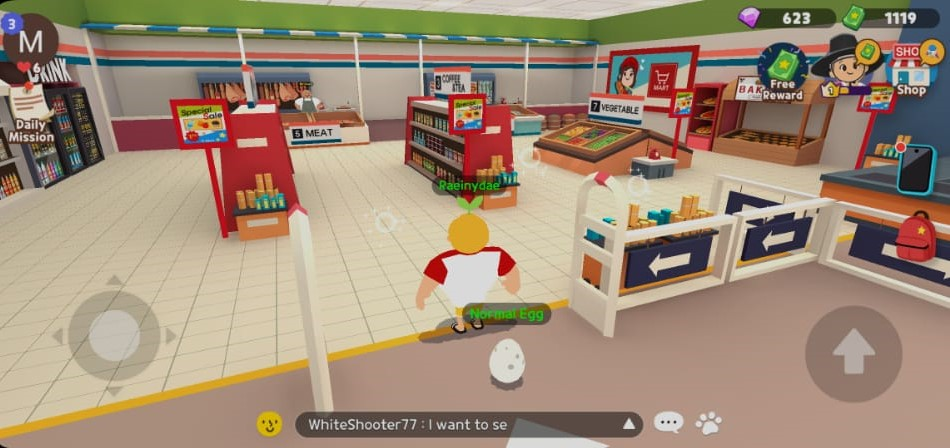 3
623
1119
M
6
DRINK
Daily
Mission
Special
Sale
5 MEAT
3 COFFEE
&TEA
Special
Sale
7 VEGETABLE
MART
BAK
Free
Reward
1
SHO
Shop
Raeinydae
Normal Egg
WhiteShooter77 : I want to se